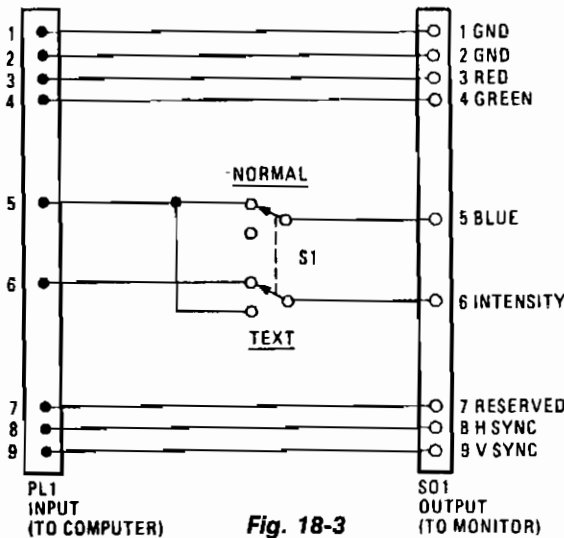 1 1 GND
2 2 GND
3 3 RED
4 4 GREEN
NORMAL
5 5 BLUE
S1
6 6 INTENSITY
TEXT
7 7 RESERVED
8 8 H SYNC
9 9 V SYNC
PL1
INPUT
(TO COMPUTER)
Fig. 18-3
SO1
OUTPUT
(TO MONITOR)